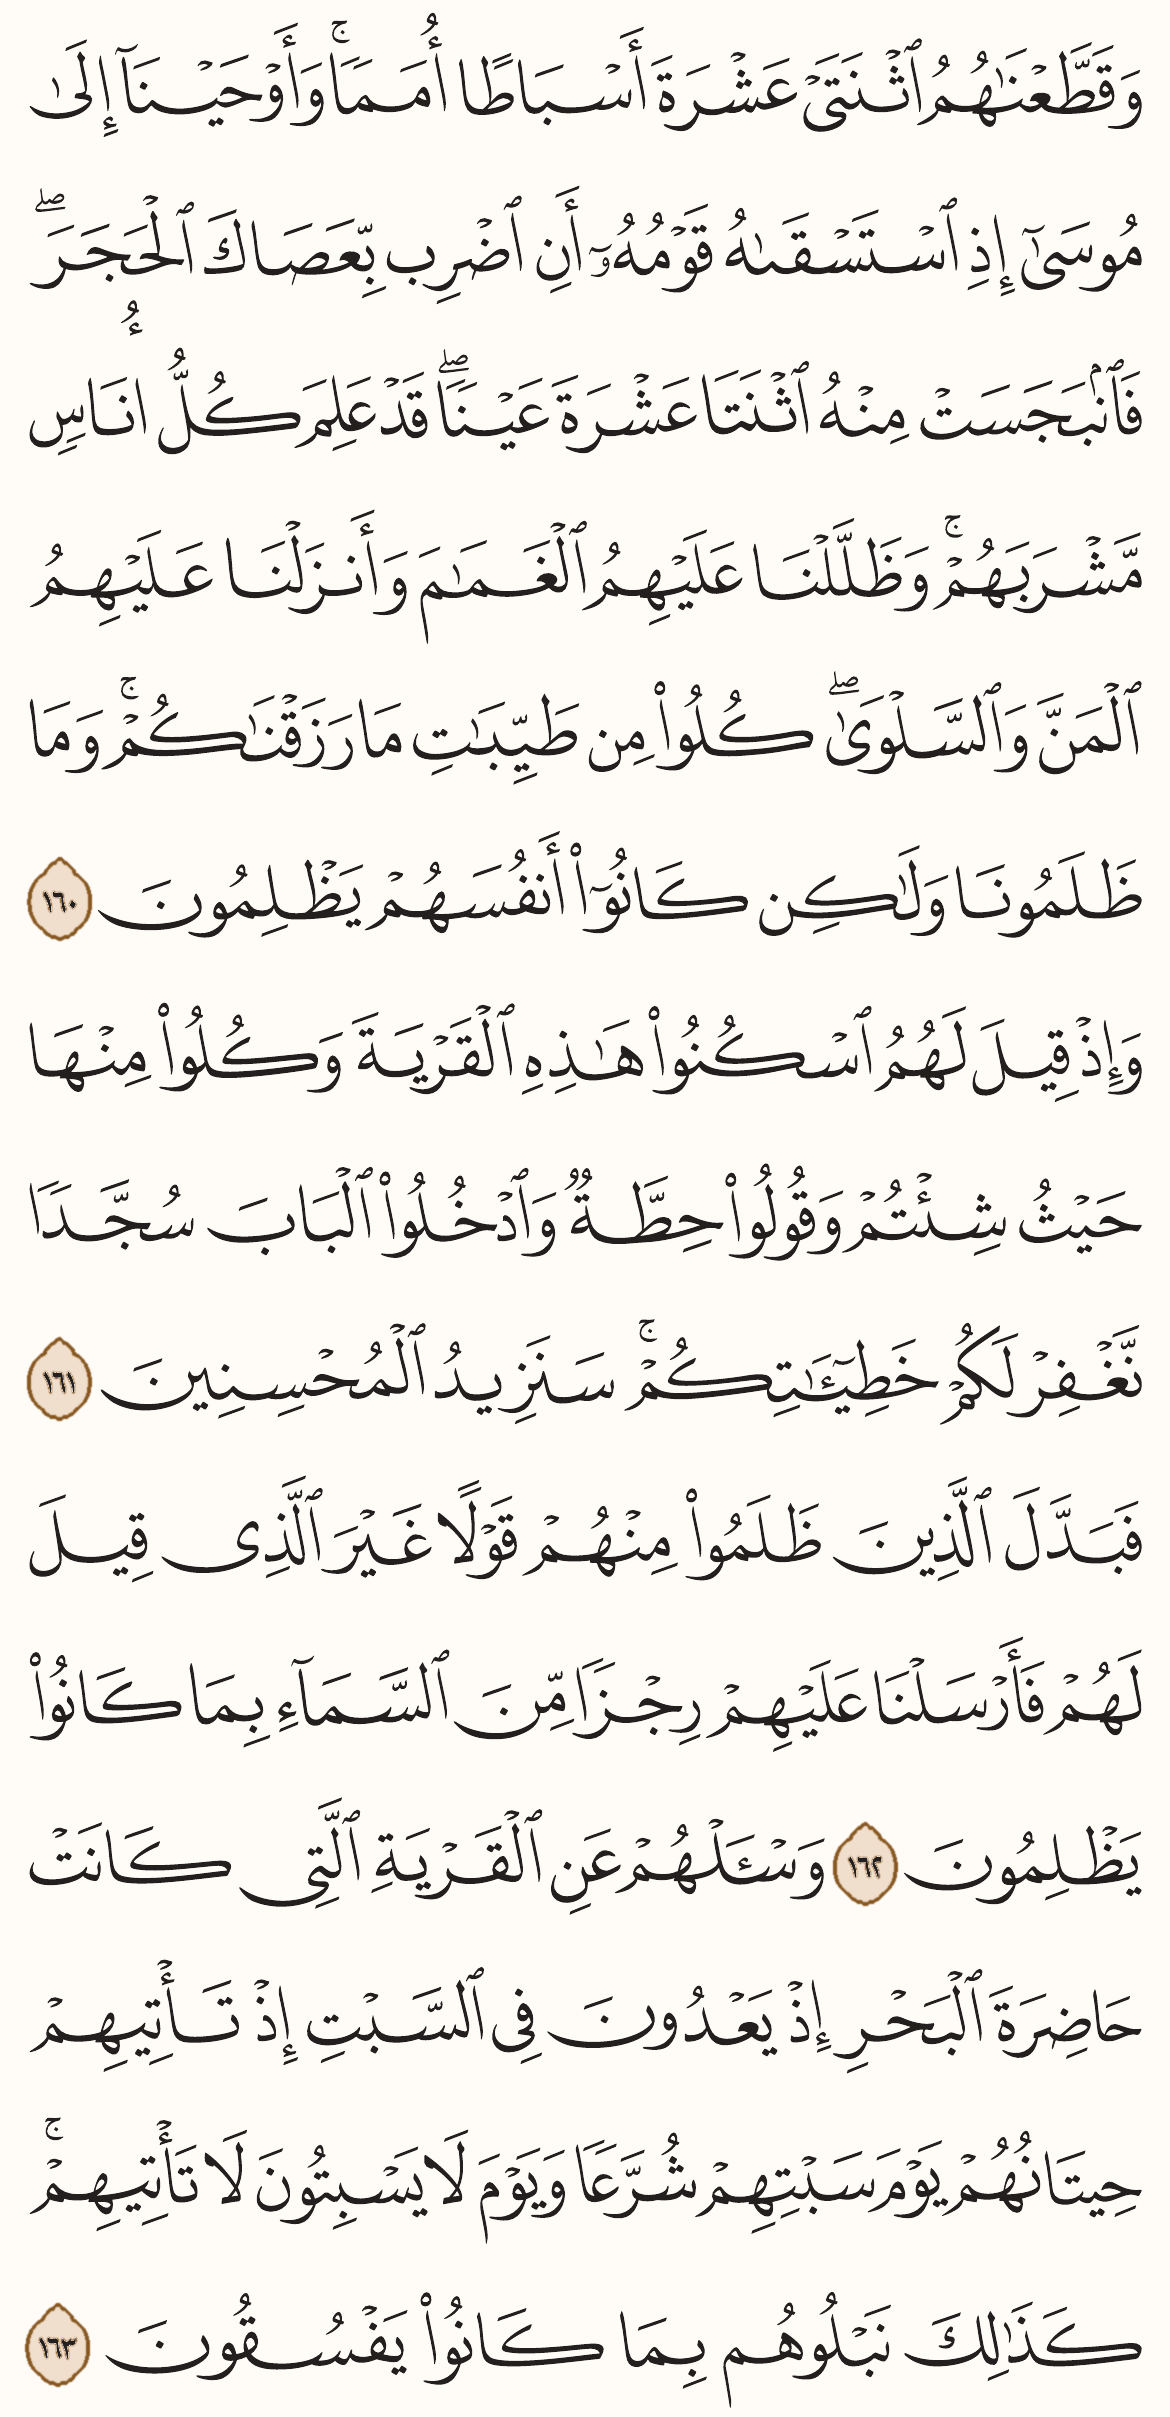 وَقَطَّعْنَٰهُمُ ٱثْنَتَىْ عَشْرَةَ أَسْبَاطًا أُمَمًۭا ۚ وَأَوْحَيْنَآ إِلَىٰ
مُوسَىٰٓ إِذِ ٱسْتَسْقَىٰهُ قَوْمُهُۥٓ أَنِ ٱضْرِب بِّعَصَاكَ ٱلْحَجَرَ ۖ
فَٱنۢبَجَسَتْ مِنْهُ ٱثْنَتَا عَشْرَةَ عَيْنًۭا ۖ قَدْ عَلِمَ كُلُّ أُنَاسٍۢ
مَّشْرَبَهُمْ ۚ وَظَلَّلْنَا عَلَيْهِمُ ٱلْغَمَٰمَ وَأَنزَلْنَا عَلَيْهِمُ
ٱلْمَنَّ وَٱلسَّلْوَىٰ ۖ كُلُوا۟ مِن طَيِّبَٰتِ مَا رَزَقْنَٰكُمْ ۚ وَمَا
ظَلَمُونَا وَلَٰكِن كَانُوٓا۟ أَنفُسَهُمْ يَظْلِمُونَ ١٦٠
وَإِذْ قِيلَ لَهُمُ ٱسْكُنُوا۟ هَٰذِهِ ٱلْقَرْيَةَ وَكُلُوا۟ مِنْهَا
حَيْثُ شِئْتُمْ وَقُولُوا۟ حِطَّةٌۭ وَٱدْخُلُوا۟ ٱلْبَابَ سُجَّدًۭا
نَّغْفِرْ لَكُمْ خَطِيٓـَٰٔتِكُمْ ۚ سَنَزِيدُ ٱلْمُحْسِنِينَ ١٦١
فَبَدَّلَ ٱلَّذِينَ ظَلَمُوا۟ مِنْهُمْ قَوْلًا غَيْرَ ٱلَّذِى قِيلَ
لَهُمْ فَأَرْسَلْنَا عَلَيْهِمْ رِجْزًۭا مِّنَ ٱلسَّمَآءِ بِمَا كَانُوا۟
يَظْلِمُونَ ١٦٢ وَسْـَٔلْهُمْ عَنِ ٱلْقَرْيَةِ ٱلَّتِى كَانَتْ
حَاضِرَةَ ٱلْبَحْرِ إِذْ يَعْدُونَ فِى ٱلسَّبْتِ إِذْ تَأْتِيهِمْ
حِيتَانُهُمْ يَوْمَ سَبْتِهِمْ شُرَّعًۭا وَيَوْمَ لَا يَسْبِتُونَ لَا تَأْتِيهِمْ ۚ
كَذَٰلِكَ نَبْلُوهُم بِمَا كَانُوا۟ يَفْسُقُونَ ١٦٣